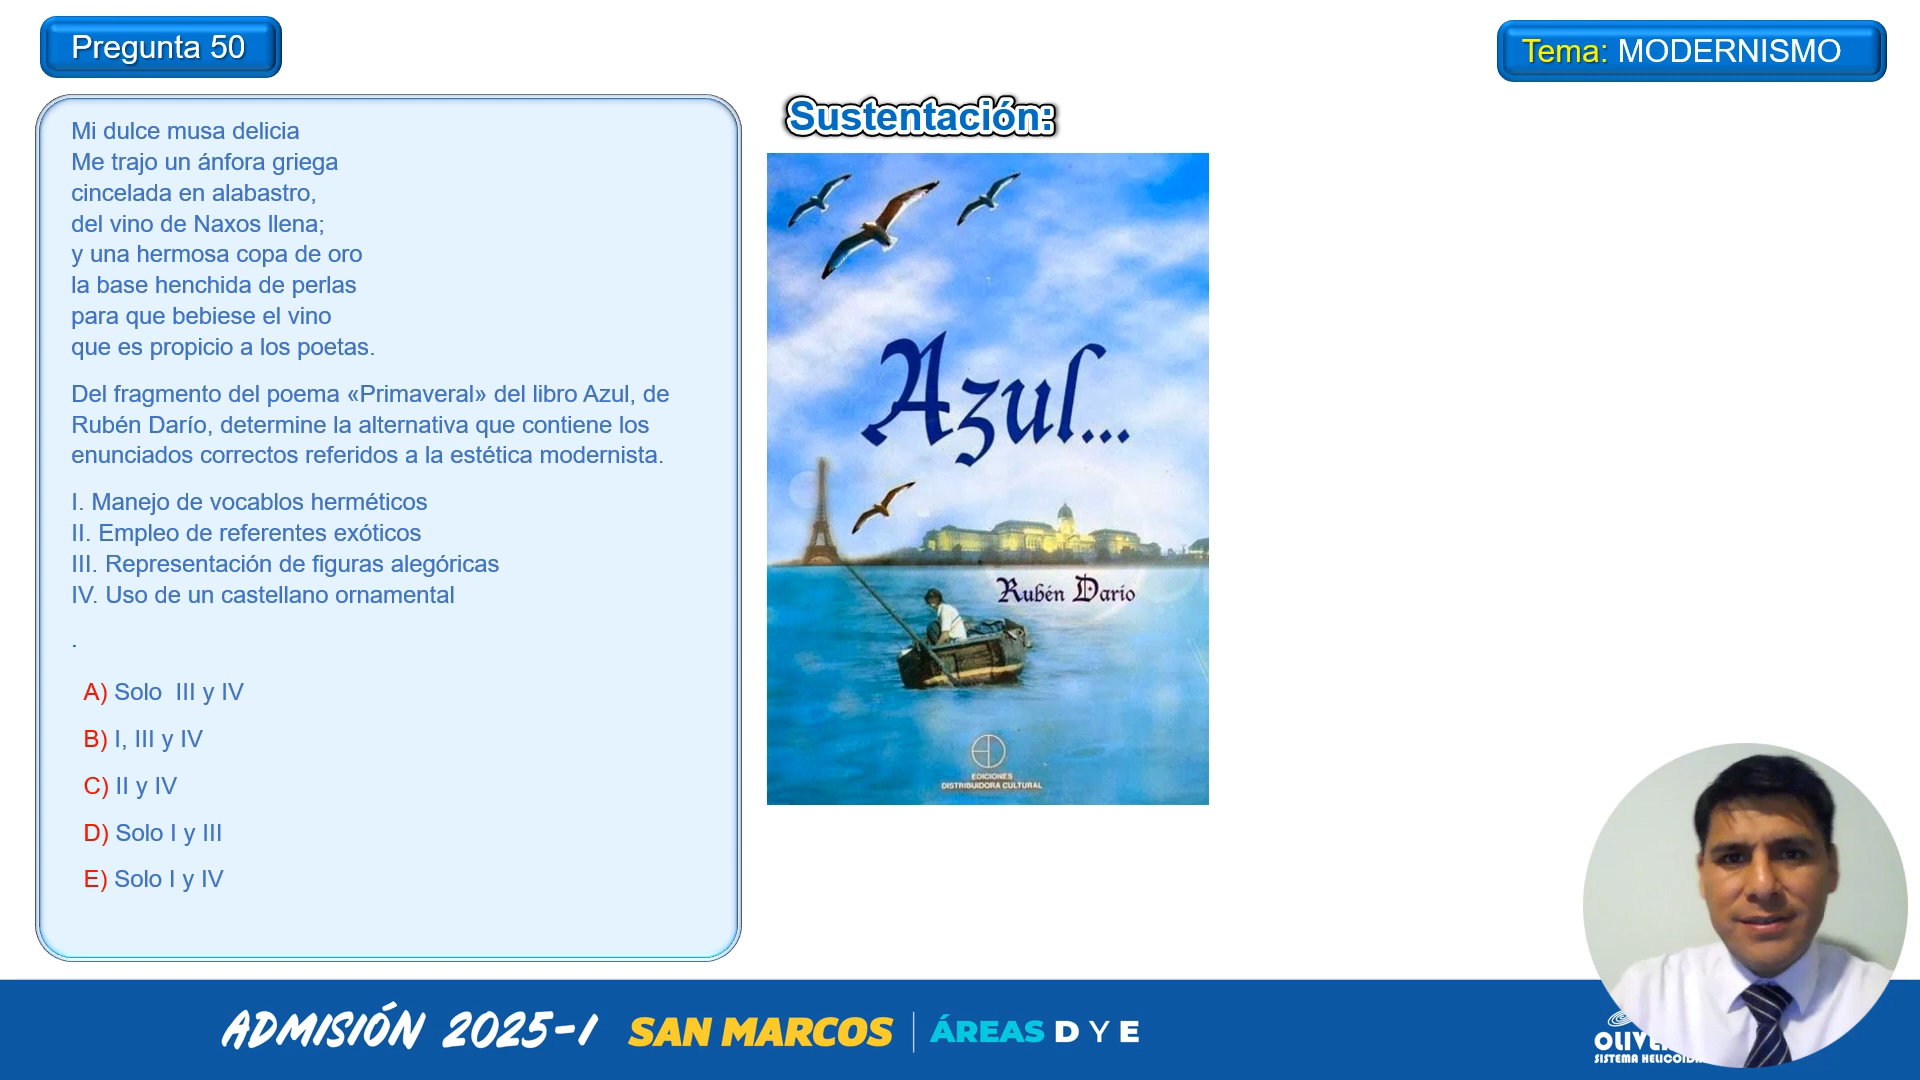 Pregunta 50
Tema: MODERNISMO
Mi dulce musa delicia
Me trajo un ánfora griega
cincelada en alabastro,
del vino de Naxos llena;
y una hermosa copa de oro
la base henchida de perlas
para que bebiese el vino
que es propicio a los poetas.
Del fragmento del poema «Primaveral» del libro Azul, de
Rubén Darío, determine la alternativa que contiene los
enunciados correctos referidos a la estética modernista.
I. Manejo de vocablos herméticos
II. Empleo de referentes exóticos
III. Representación de figuras alegóricas
IV. Uso de un castellano ornamental
.
A) Solo III y IV
B) I, III y IV
C) II y IV
D) Solo I y III
E) Solo I y IV
Sustentación:
Azul...
Rubén Darío
EDICIONES
DISTRIBUIDORA CULTURAL
ADMISIÓN 2025-I SAN MARCOS ÁREAS D Y E